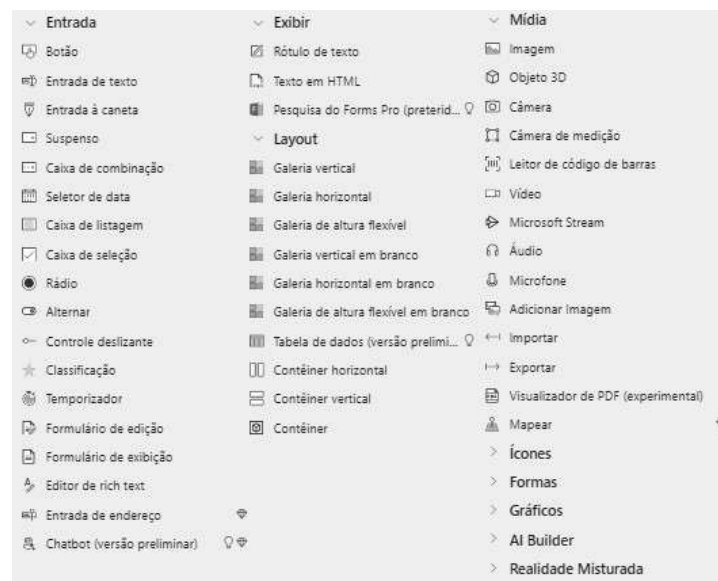 Entrada
Botão
Entrada de texto
Entrada à caneta
Suspenso
Caixa de combinação
Seletor de data
Caixa de listagem
Caixa de seleção
Rádio
Alternar
Controle deslizante
Classificação
Temporizador
Formulário de edição
Formulário de exibição
Editor de rich text
Entrada de endereço
Chatbot (versão preliminar)
Exibir
Rótulo de texto
Texto em HTML
Pesquisa do Forms Pro (preterid...
Layout
Galeria vertical
Galeria horizontal
Galeria de altura flexível
Galeria vertical em branco
Galeria horizontal em branco
Galeria de altura flexível em branco
Tabela de dados (versão prelimi...
Contêiner horizontal
Contêiner vertical
Contêiner
Mídia
Imagem
Objeto 3D
Câmera
Câmera de medição
Leitor de código de barras
Vídeo
Microsoft Stream
Áudio
Microfone
Adicionar Imagem
Importar
Exportar
Visualizador de PDF (experimental)
Mapear
Ícones
Formas
Gráficos
AI Builder
Realidade Misturada